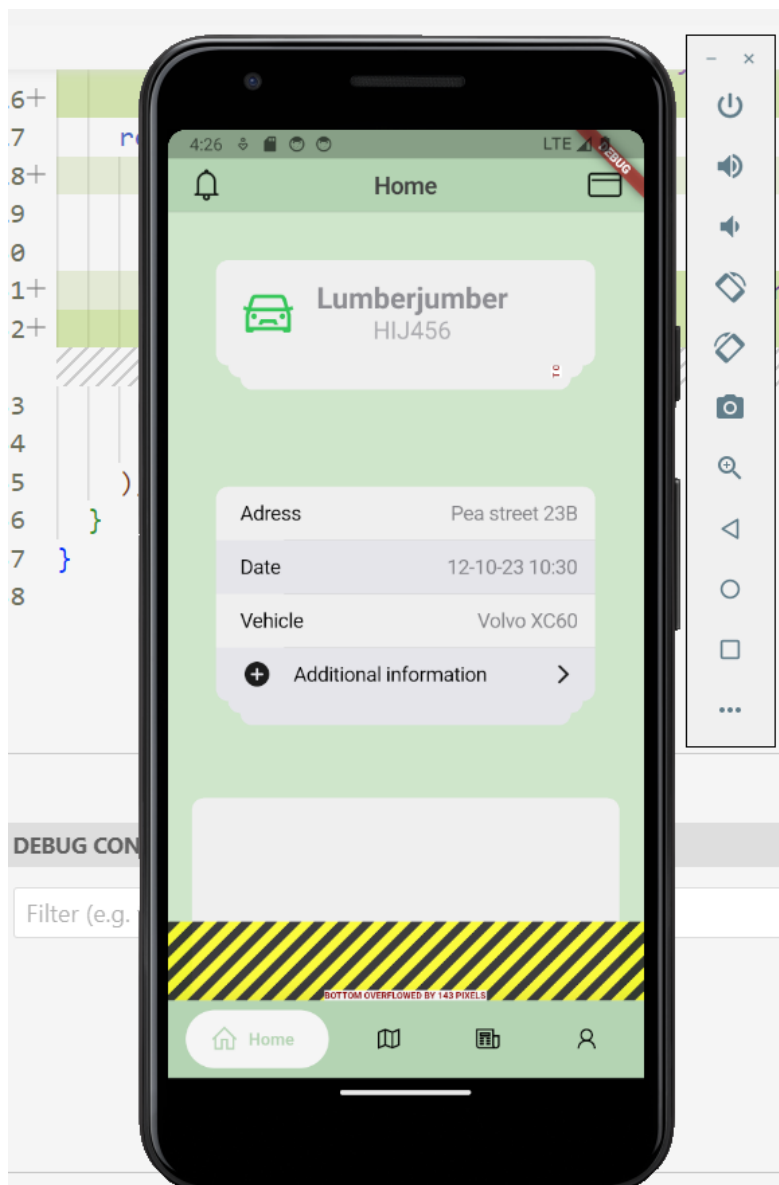 6+
7
re
8+
9
0
1+
2+
3
4
5
)
6
}
7
}
8
4:26
LTE
DEBUG
Home
Lumberjumber
HIJ456
Adress
Pea street 23B
Date
12-10-23 10:30
Vehicle
Volvo XC60
Additional information
BOTTOM OVERFLOWED BY 143 PIXELS
Home
DEBUG CON
Filter (e.g.